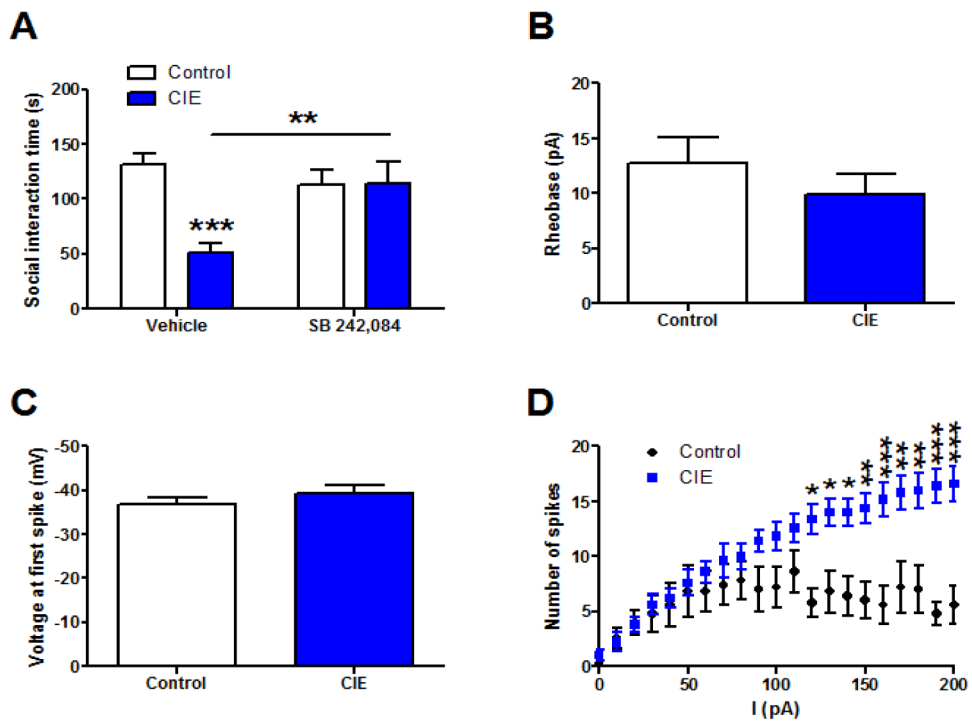 A
Control
CIE
Social interaction time (s)
200
150
100
50
0
**
***
Vehicle
SB 242,084
B
Rheobase (pA)
20
15
10
5
0
Control
CIE
C
Voltage at first spike (mV)
-50
-40
-30
-20
-10
0
Control
CIE
D
Control
CIE
Number of spikes
20
15
10
5
0
*
*
*
**
***
**
**
***
***
0
50
100
150
200
I (pA)